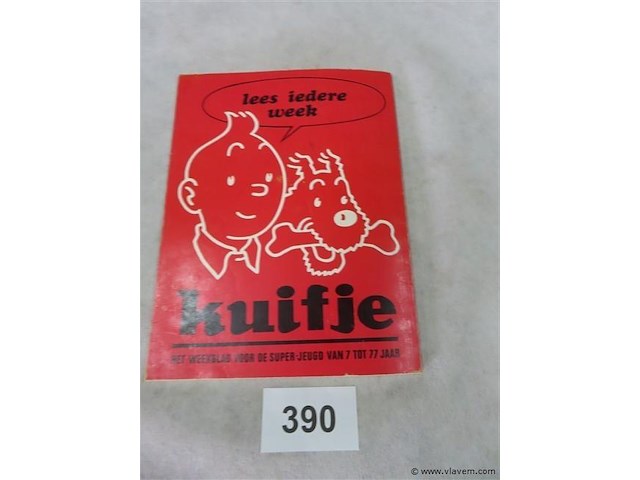 lees iedere
week
kuifje
HET WEEKBLAD VOOR DE SUPER-JEUGD VAN 7 TOT 77 JAAR
390
© www.vlavem.com